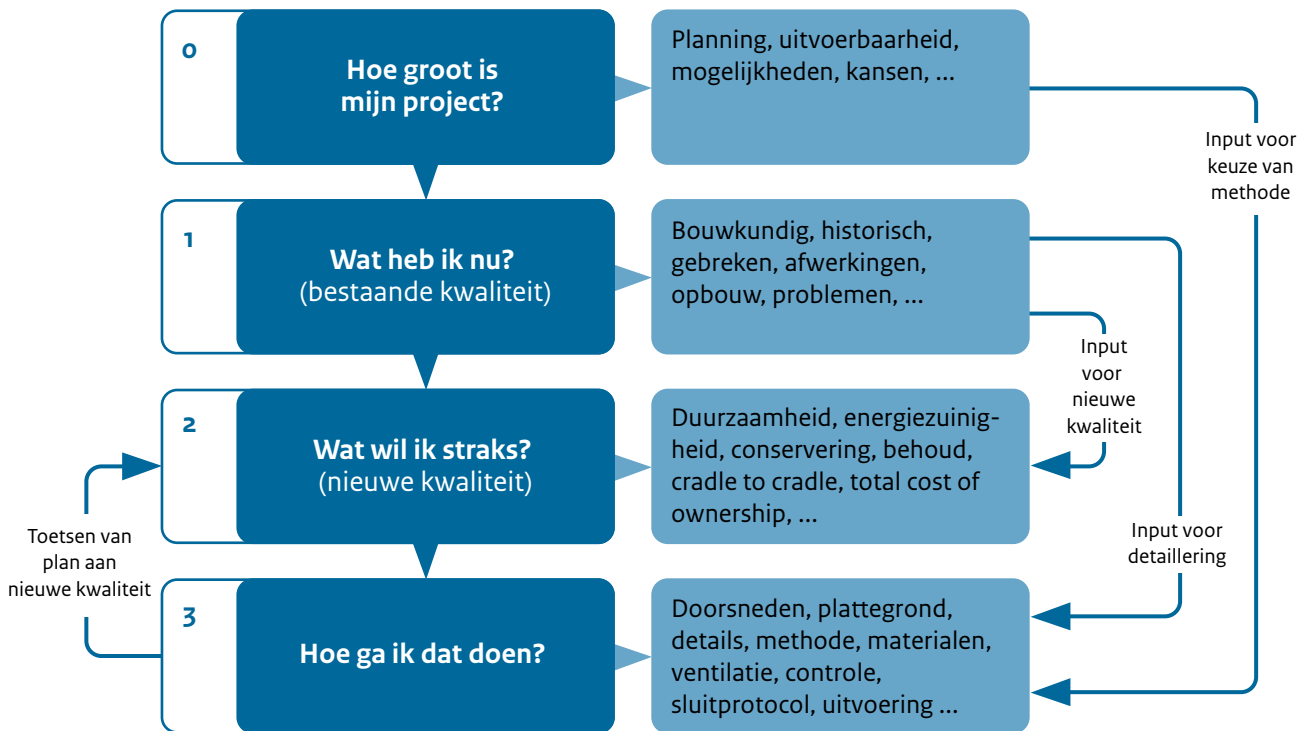 0
Hoe groot is
mijn project?
Planning, uitvoerbaarheid,
mogelijkheden, kansen, ...
Input voor
keuze van
methode
1
Wat heb ik nu?
(bestaande kwaliteit)
Bouwkundig, historisch,
gebreken, afwerkingen,
opbouw, problemen, ...
Input
voor
nieuwe
kwaliteit
2
Wat wil ik straks?
(nieuwe kwaliteit)
Duurzaamheid, energiezuinig-
heid, conservering, behoud,
cradle to cradle, total cost of
ownership, ...
Toetsen van
plan aan
nieuwe kwaliteit
Input voor
detaillering
3
Hoe ga ik dat doen?
Doorsneden, plattegrond,
details, methode, materialen,
ventilatie, controle,
sluitprotocol, uitvoering ...